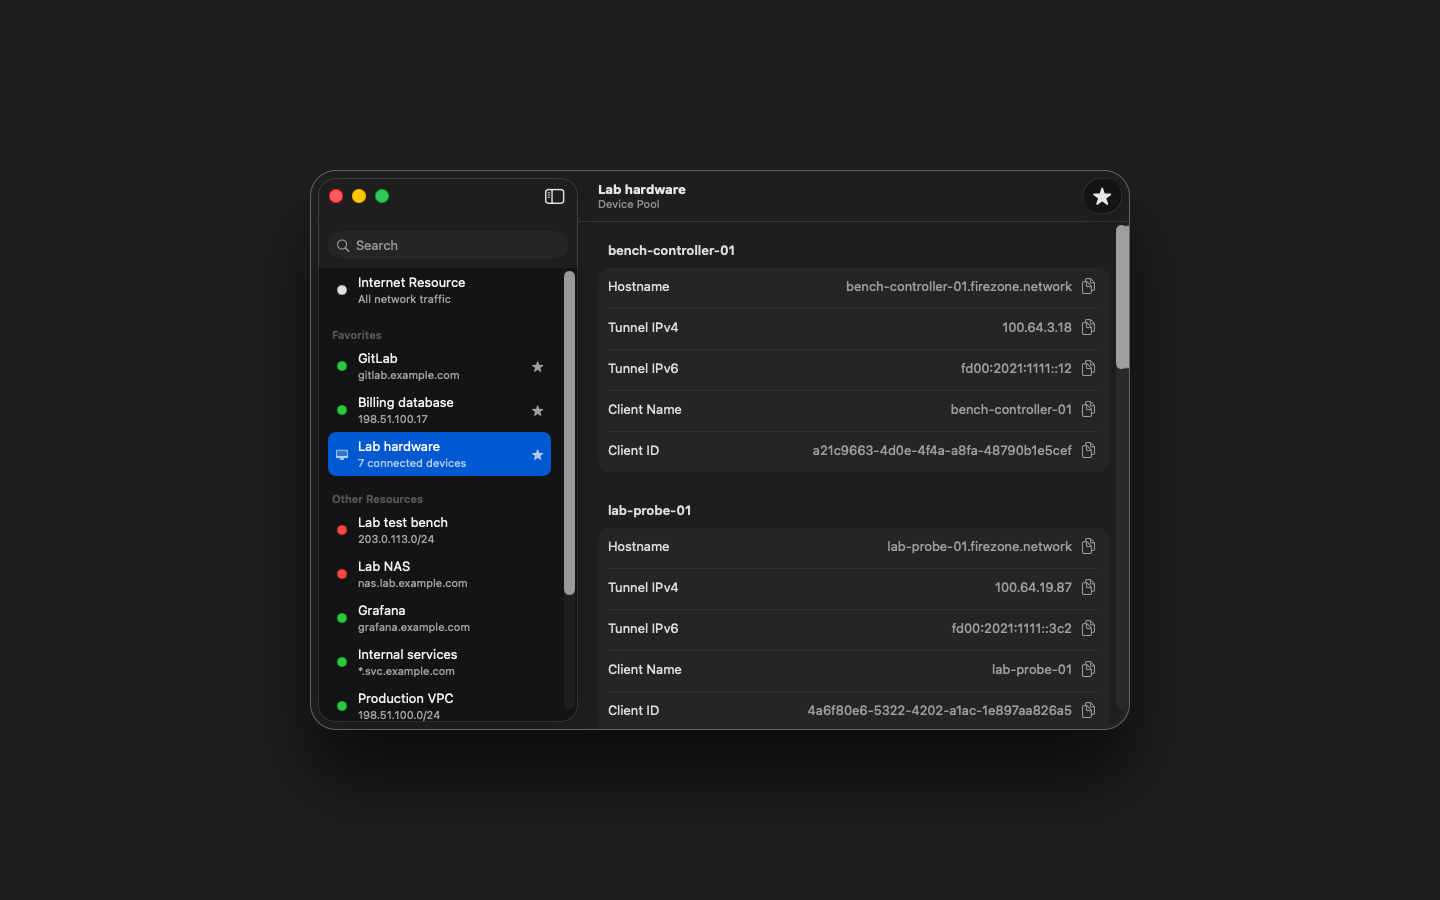 Search
Internet Resource
All network traffic
Favorites
GitLab
gitlab.example.com
Billing database
198.51.100.17
Lab hardware
7 connected devices
Other Resources
Lab test bench
203.0.113.0/24
Lab NAS
nas.lab.example.com
Grafana
grafana.example.com
Internal services
*.svc.example.com
Production VPC
198.51.100.0/24
Lab hardware
Device Pool
bench-controller-01
Hostname bench-controller-01.firezone.network
Tunnel IPv4 100.64.3.18
Tunnel IPv6 fd00:2021:1111::12
Client Name bench-controller-01
Client ID a21c9663-4d0e-4f4a-a8fa-48790b1e5cef
lab-probe-01
Hostname lab-probe-01.firezone.network
Tunnel IPv4 100.64.19.87
Tunnel IPv6 fd00:2021:1111::3c2
Client Name lab-probe-01
Client ID 4a6f80e6-5322-4202-a1ac-1e897aa826a5